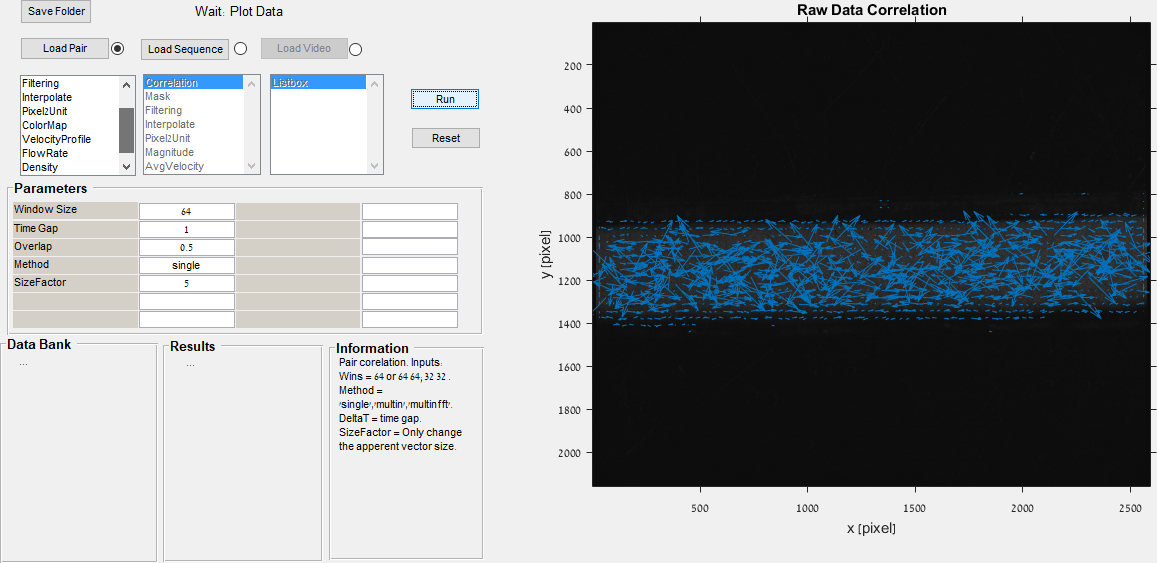 Save Folder
Wait: Plot Data
Load Pair
Load Sequence
Load Video
Filtering
Interpolate
Pixel2Unit
ColorMap
VelocityProfile
FlowRate
Density
Correlation
Mask
Filtering
Interpolate
Pixel2Unit
Magnitude
AvgVelocity
Listbox
Run
Reset
Parameters
Window Size 64
Time Gap 1
Overlap 0.5
Method single
SizeFactor 5
Data Bank
...
Results
...
Information
Pair corelation. Inputs:
Wins = 64 or 64 64, 32 32 .
Method =
'single','multin','multinfft'.
DeltaT = time gap.
SizeFactor = Only change
the apperent vector size.
Raw Data Correlation
y [pixel]
200
400
600
800
1000
1200
1400
1600
1800
2000
500 1000 1500 2000 2500
x [pixel]